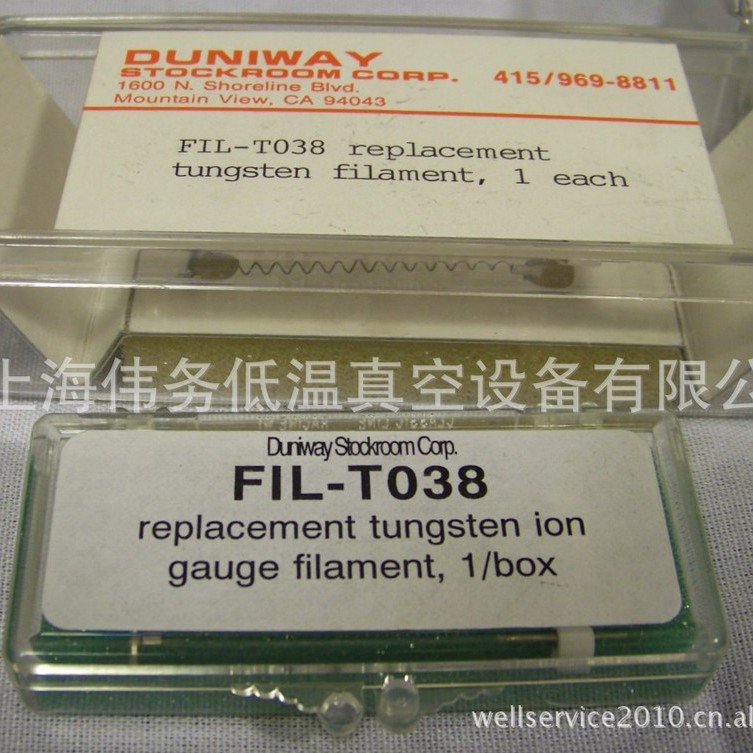 DUNIWAY
STOCKROOM CORP. 415/969-8811
1600 N. Shoreline Blvd.
Mountain View, CA 94043
FIL-T038 replacement
tungsten filament, 1 each
上海伟务低温真空设备有限公
Duniway Stockroom Corp.
FIL-T038
replacement tungsten ion
gauge filament, 1/box
wellservice2010.cn.al